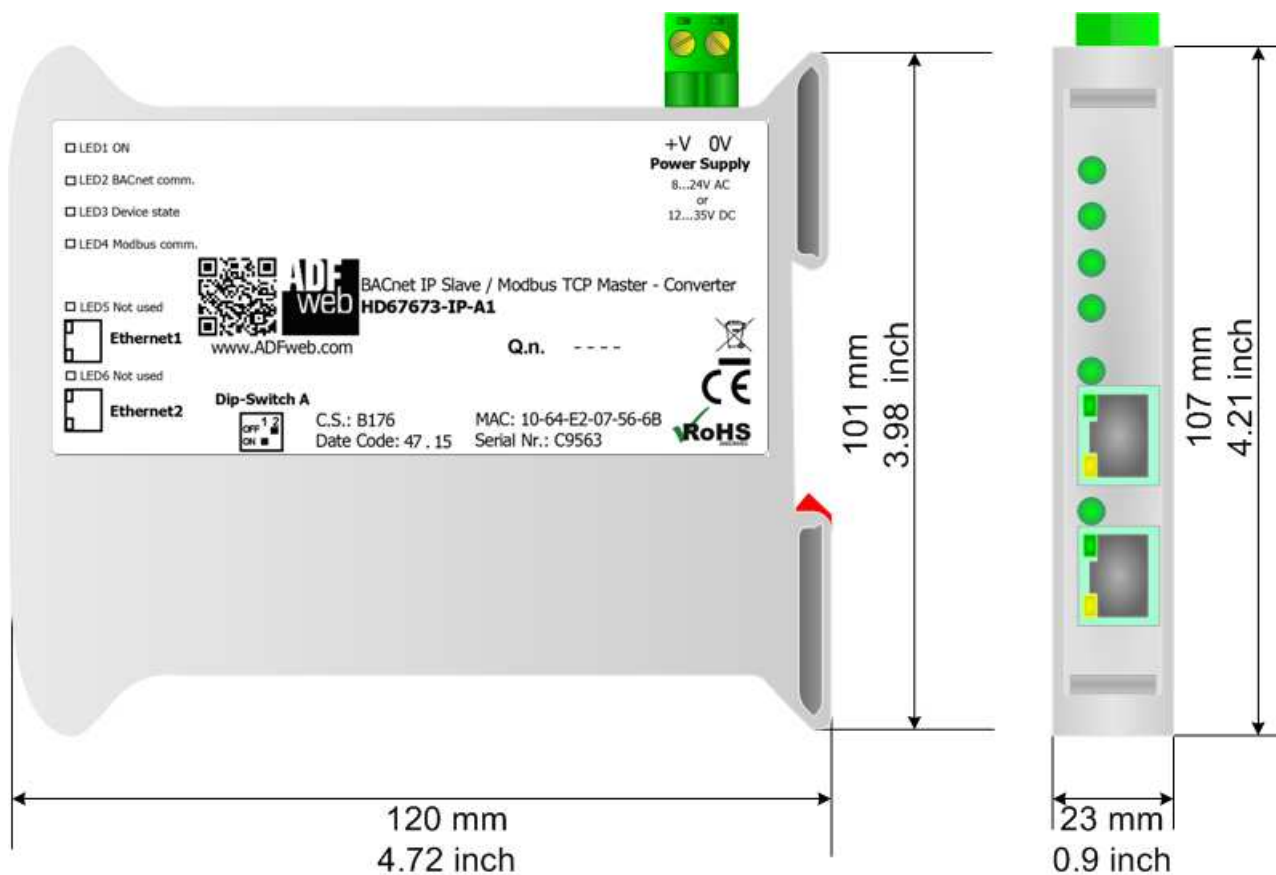 LED1 ON
LED2 BACnet comm.
LED3 Device state
LED4 Modbus comm.
+V 0V
Power Supply
8...24V AC
or
12...35V DC
ADF
web
BACnet IP Slave / Modbus TCP Master - Converter
HD67673-IP-A1
www.ADFweb.com
Q.n. - - - -
LED5 Not used
Ethernet1
LED6 Not used
Ethernet2
Dip-Switch A
1 2
OFF
ON
C.S.: B176
Date Code: 47 . 15
MAC: 10-64-E2-07-56-6B
Serial Nr.: C9563
CE
RoHS
101 mm
3.98 inch
107 mm
4.21 inch
120 mm
4.72 inch
23 mm
0.9 inch